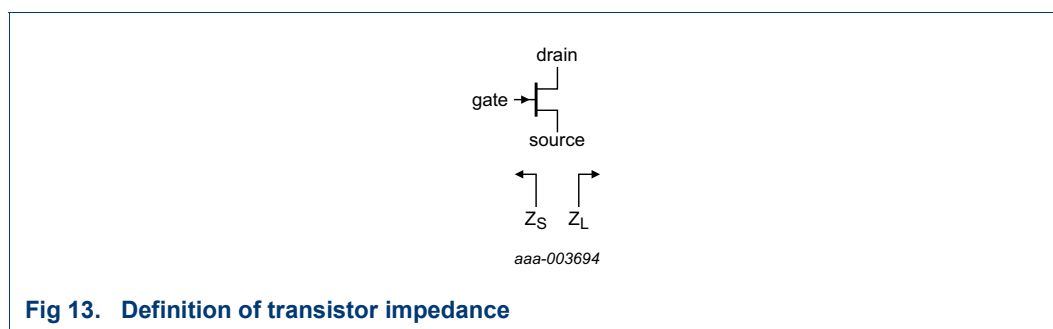 drain
gate
source
ZS ZL
aaa-003694
Fig 13. Definition of transistor impedance